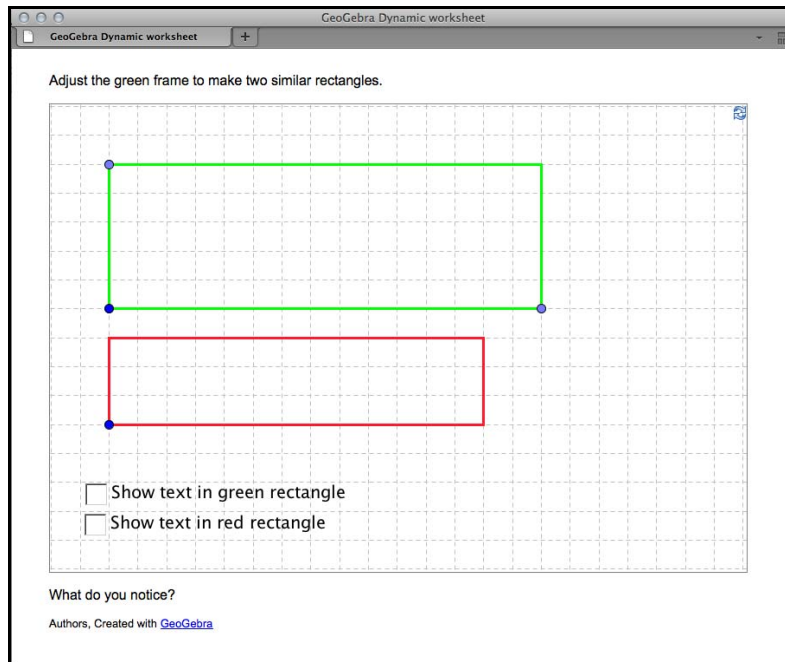 GeoGebra Dynamic worksheet
GeoGebra Dynamic worksheet +
Adjust the green frame to make two similar rectangles.
Show text in green rectangle
Show text in red rectangle
What do you notice?
Authors, Created with GeoGebra